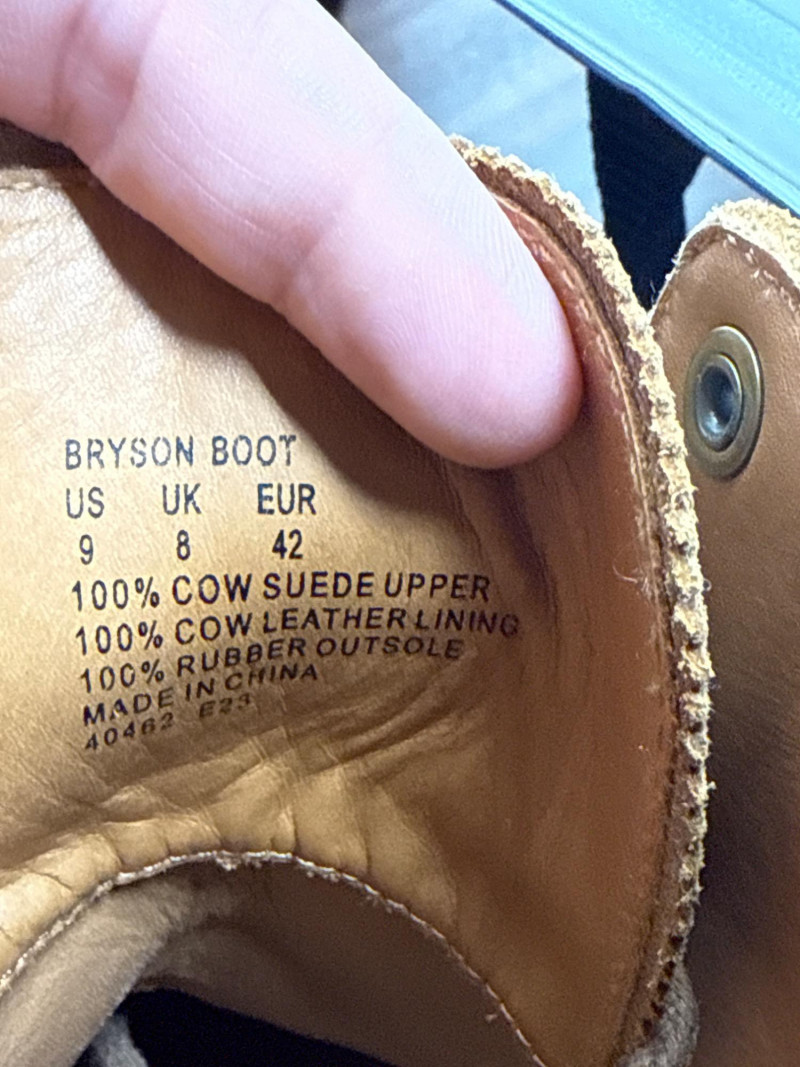 BRYSON BOOT
US UK EUR
9 8 42
100% COW SUEDE UPPER
100% COW LEATHER LINING
100% RUBBER OUTSOLE
MADE IN CHINA
40462 E23